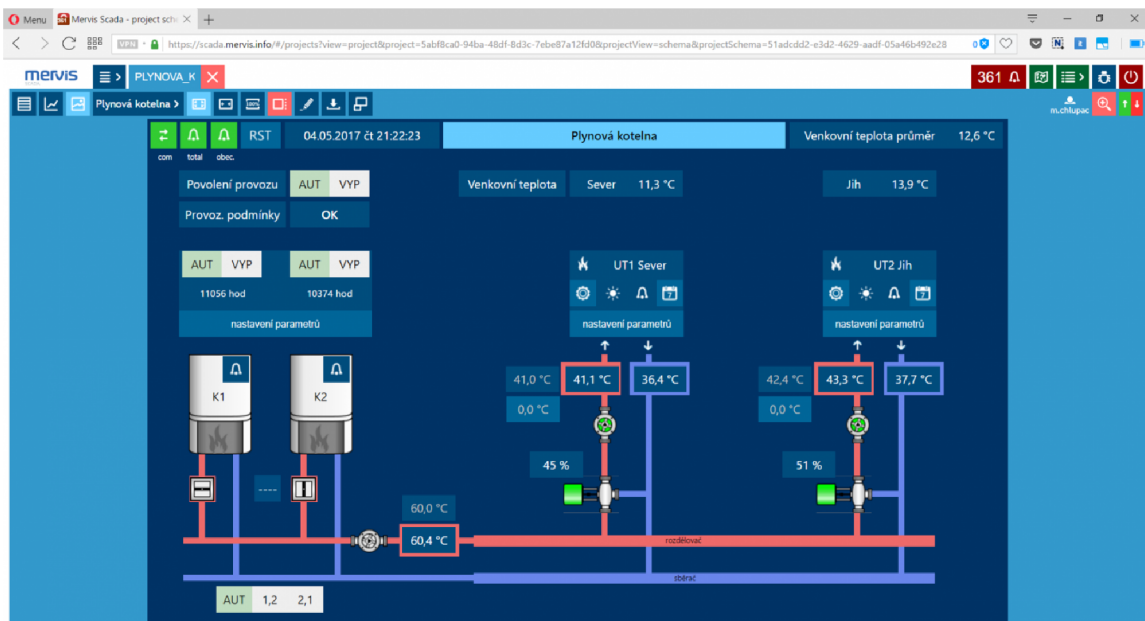 Menu Mervis Scada - project sch
VPN https://scada.mervis.info/#/projects?view=project&project=5abf8ca0-94ba-48df-8d3c-7ebe87a12fd0&projectView=schema&projectSchema=51adcdd2-e3d2-4629-aadf-05a46b492e28 0
mervis PLYNOVA_K 361
Plynová kotelna m.chlupac
RST 04.05.2017 čt 21:22:23 Plynová kotelna Venkovní teplota průměr 12,6 °C
com total obec.
Povolení provozu AUT VYP Venkovní teplota Sever 11,3 °C Jih 13,9 °C
Provoz. podmínky OK
AUT VYP AUT VYP UT1 Sever UT2 Jih
11056 hod 10374 hod 7 7
nastavení parametrů nastavení parametrů nastavení parametrů
41,0 °C 41,1 °C 36,4 °C 42,4 °C 43,3 °C 37,7 °C
K1 K2 0,0 °C 0,0 °C
45 % 51 %
----
60,0 °C
60,4 °C rozdělovač
sběrač
AUT 1,2 2,1